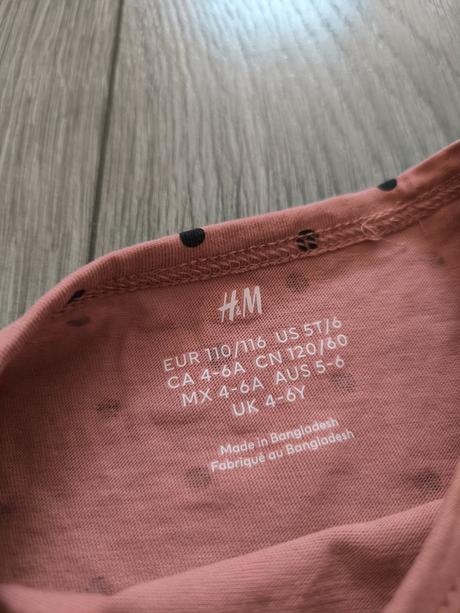 H&M
EUR 110/116 US 5T/6
CA 4-6A CN 120/60
MX 4-6A AUS 5-6
UK 4-6Y
Made in Bangladesh
Fabriqué au Bangladesh